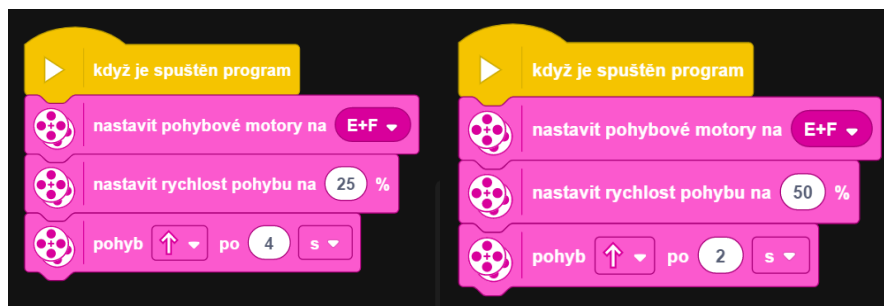 když je spuštěn program
nastavit pohybové motory na E+F
nastavit rychlost pohybu na 25 %
pohyb po 4 s
když je spuštěn program
nastavit pohybové motory na E+F
nastavit rychlost pohybu na 50 %
pohyb po 2 s